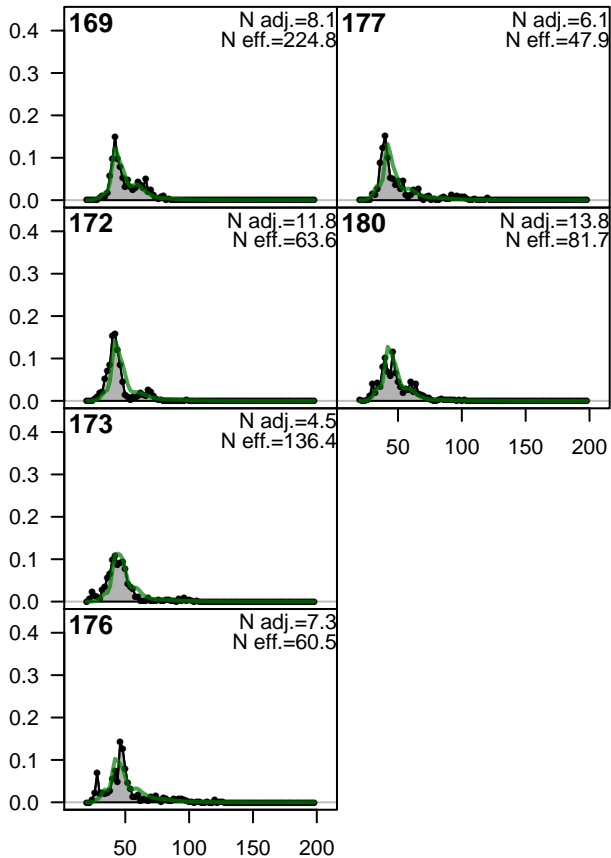 169
N adj.=8.1
N eff.=224.8
177
N adj.=6.1
N eff.=47.9
172
N adj.=11.8
N eff.=63.6
180
N adj.=13.8
N eff.=81.7
173
N adj.=4.5
N eff.=136.4
176
N adj.=7.3
N eff.=60.5
0.4
0.3
0.2
0.1
0.0
0.4
0.3
0.2
0.1
0.0
0.4
0.3
0.2
0.1
0.0
0.4
0.3
0.2
0.1
0.0
50 100 150 200
50 100 150 200